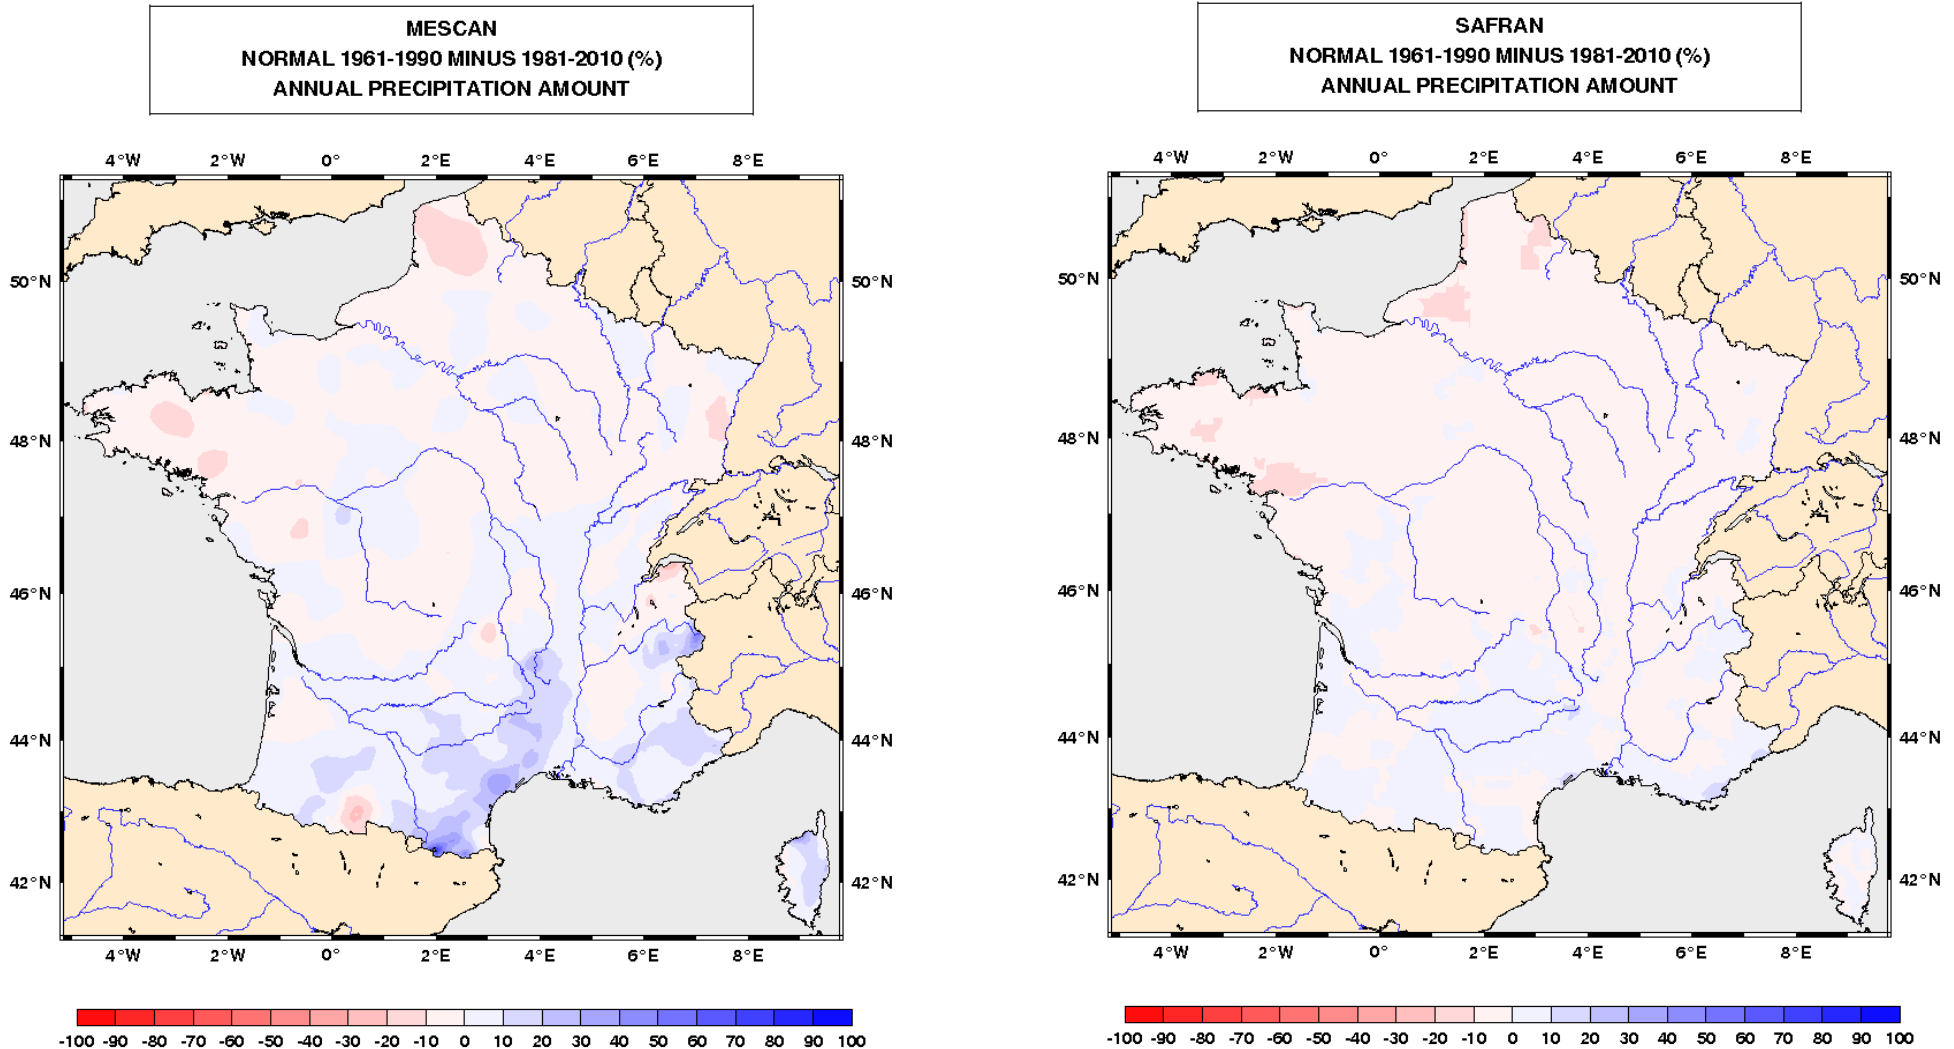 MESCAN
NORMAL 1961-1990 MINUS 1981-2010 (%)
ANNUAL PRECIPITATION AMOUNT
4°W 2°W 0° 2°E 4°E 6°E 8°E
50°N 50°N
48°N 48°N
46°N 46°N
44°N 44°N
42°N 42°N
4°W 2°W 0° 2°E 4°E 6°E 8°E
-100 -90 -80 -70 -60 -50 -40 -30 -20 -10 0 10 20 30 40 50 60 70 80 90 100
SAFRAN
NORMAL 1961-1990 MINUS 1981-2010 (%)
ANNUAL PRECIPITATION AMOUNT
4°W 2°W 0° 2°E 4°E 6°E 8°E
50°N 50°N
48°N 48°N
46°N 46°N
44°N 44°N
42°N 42°N
4°W 2°W 0° 2°E 4°E 6°E 8°E
-100 -90 -80 -70 -60 -50 -40 -30 -20 -10 0 10 20 30 40 50 60 70 80 90 100